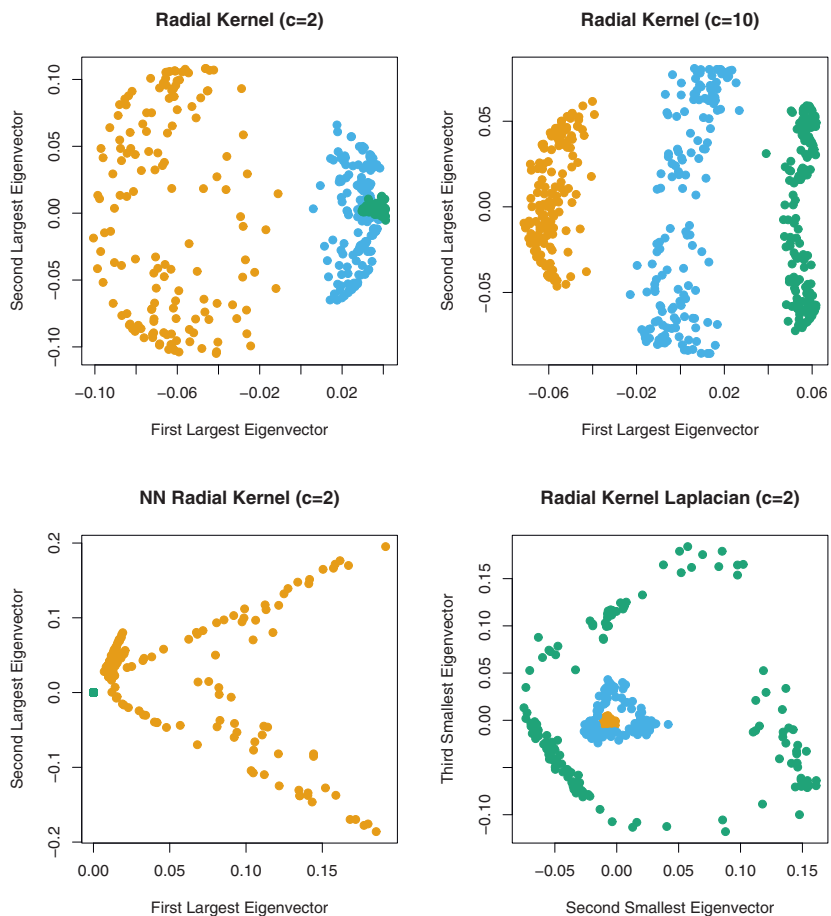 Radial Kernel (c=2)
Second Largest Eigenvector
0.10
0.05
0.00
−0.05
−0.10
−0.10
−0.06
−0.02
0.02
First Largest Eigenvector
Radial Kernel (c=10)
Second Largest Eigenvector
0.05
0.00
−0.05
−0.06
−0.02
0.02
0.06
First Largest Eigenvector
NN Radial Kernel (c=2)
Second Largest Eigenvector
0.2
0.1
0.0
−0.1
−0.2
0.00
0.05
0.10
0.15
First Largest Eigenvector
Radial Kernel Laplacian (c=2)
Third Smallest Eigenvector
0.15
0.10
0.05
0.00
−0.10
−0.05
0.00
0.05
0.10
0.15
Second Smallest Eigenvector